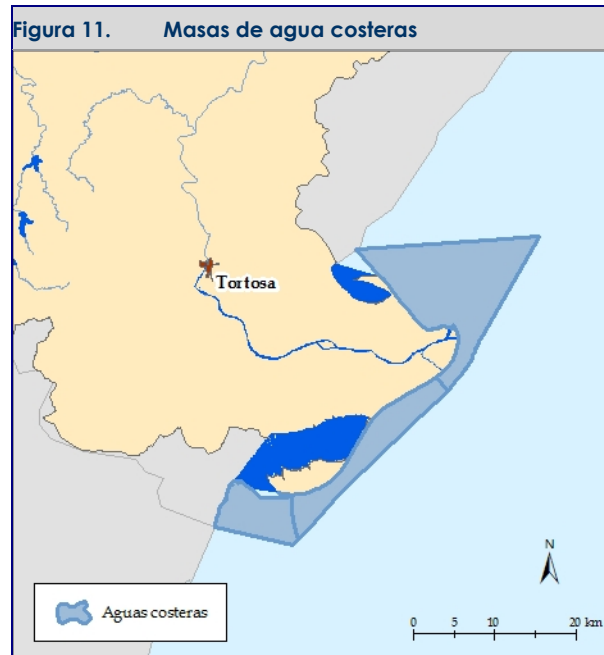 Figura 11. Masas de agua costeras
Tortosa
N
Aguas costeras
0 5 10 20 km